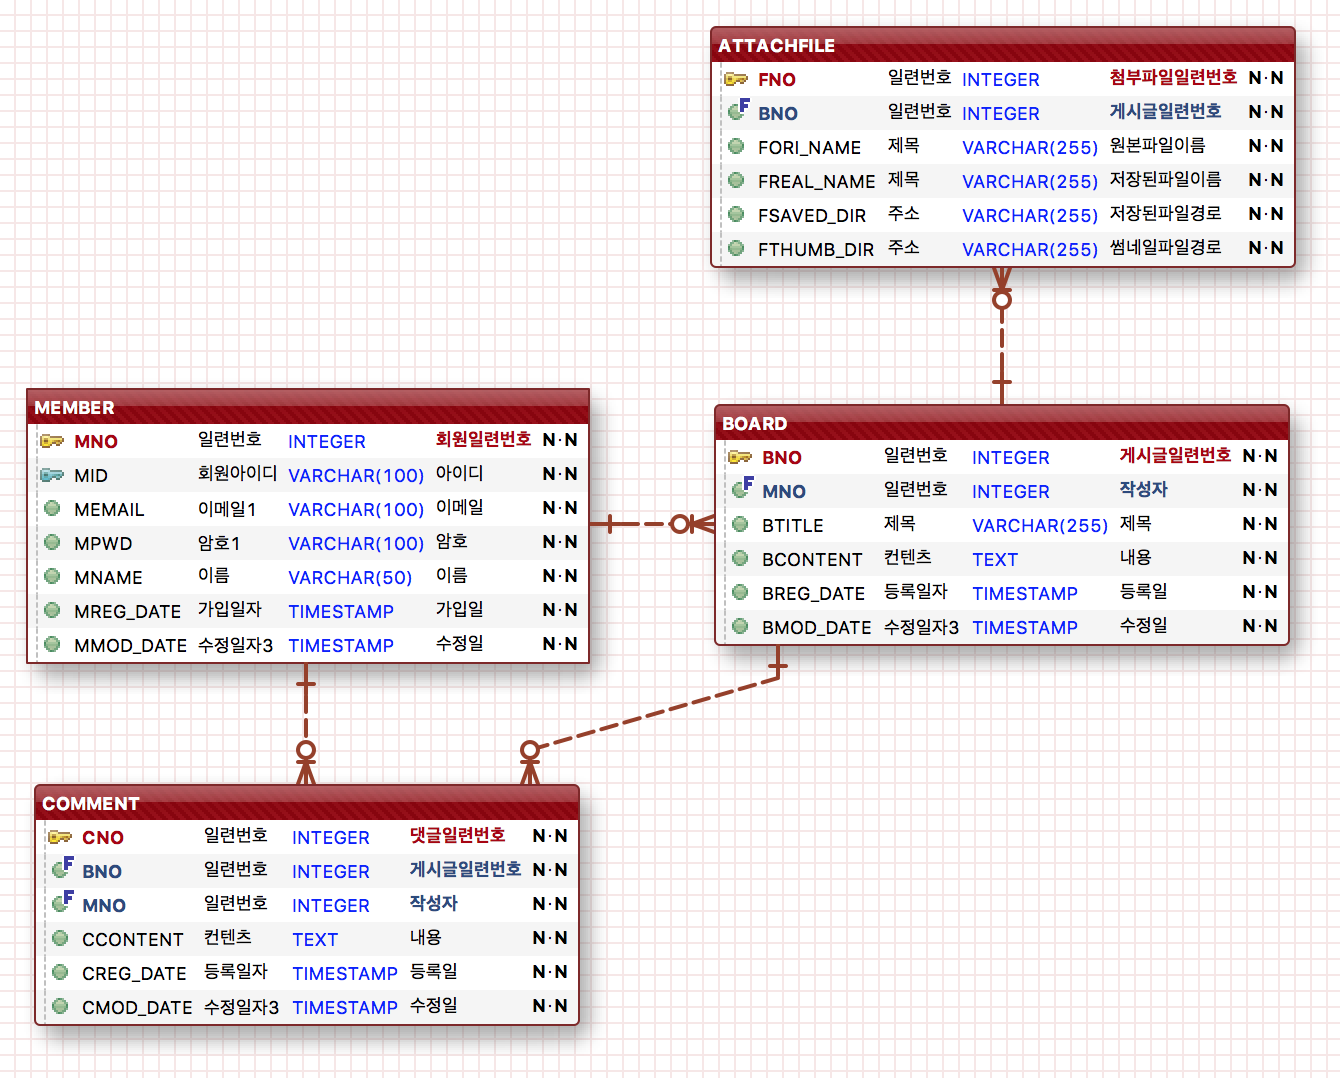 ATTACHFILE
FNO 일련번호 INTEGER 첨부파일일련번호 N·N
BNO 일련번호 INTEGER 게시글일련번호 N·N
FORI_NAME 제목 VARCHAR(255) 원본파일이름 N·N
FREAL_NAME 제목 VARCHAR(255) 저장된파일이름 N·N
FSAVED_DIR 주소 VARCHAR(255) 저장된파일경로 N·N
FTHUMB_DIR 주소 VARCHAR(255) 썸네일파일경로 N·N
MEMBER
MNO 일련번호 INTEGER 회원일련번호 N·N
MID 회원아이디 VARCHAR(100) 아이디 N·N
MEMAIL 이메일1 VARCHAR(100) 이메일 N·N
MPWD 암호1 VARCHAR(100) 암호 N·N
MNAME 이름 VARCHAR(50) 이름 N·N
MREG_DATE 가입일자 TIMESTAMP 가입일 N·N
MMOD_DATE 수정일자3 TIMESTAMP 수정일 N·N
BOARD
BNO 일련번호 INTEGER 게시글일련번호 N·N
MNO 일련번호 INTEGER 작성자 N·N
BTITLE 제목 VARCHAR(255) 제목 N·N
BCONTENT 컨텐츠 TEXT 내용 N·N
BREG_DATE 등록일자 TIMESTAMP 등록일 N·N
BMOD_DATE 수정일자3 TIMESTAMP 수정일 N·N
COMMENT
CNO 일련번호 INTEGER 댓글일련번호 N·N
BNO 일련번호 INTEGER 게시글일련번호 N·N
MNO 일련번호 INTEGER 작성자 N·N
CCONTENT 컨텐츠 TEXT 내용 N·N
CREG_DATE 등록일자 TIMESTAMP 등록일 N·N
CMOD_DATE 수정일자3 TIMESTAMP 수정일 N·N